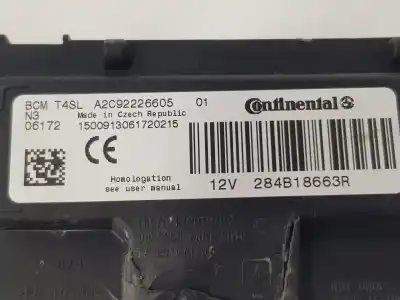 BCM T4SL A2C92226605 01
N3 Made in Czech Republic
06172 1500913061720215
Continental
CE
Homologation
see user manual
12V 284B18663R